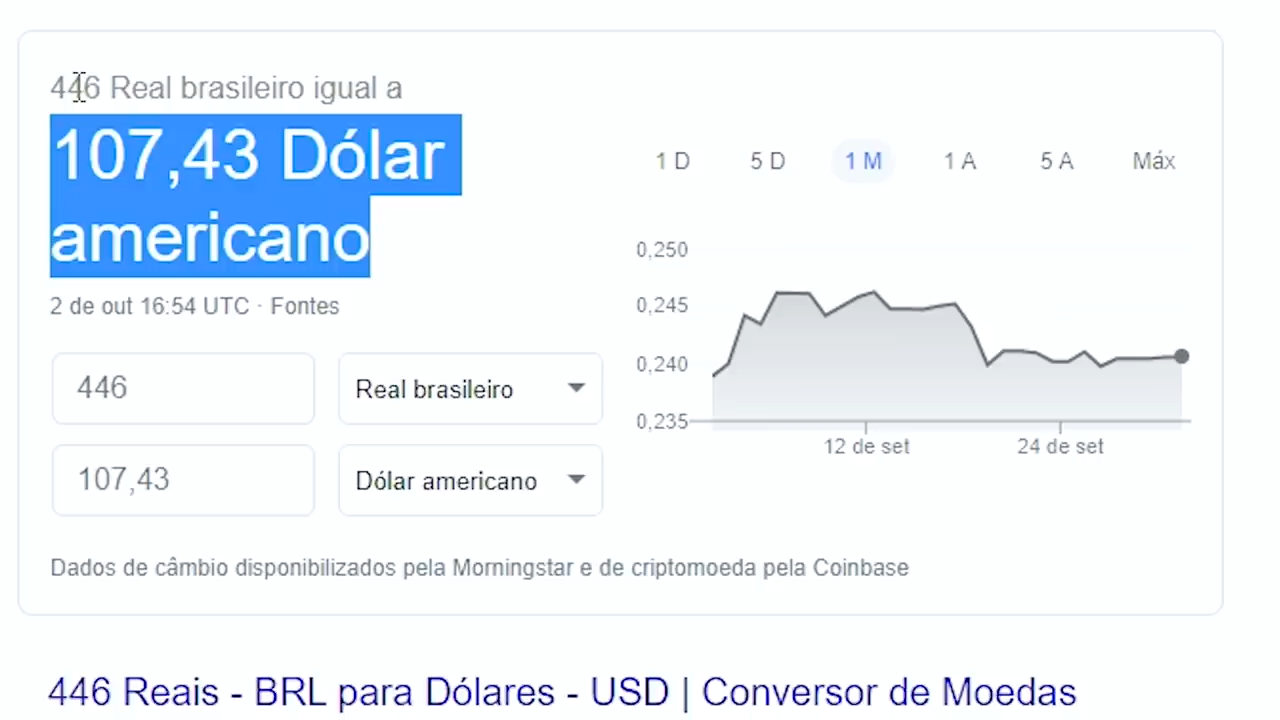 446 Real brasileiro igual a
107,43 Dólar
americano
2 de out 16:54 UTC · Fontes
446
Real brasileiro
107,43
Dólar americano
1 D 5 D 1 M 1 A 5 A Máx
0,250
0,245
0,240
0,235
12 de set 24 de set
Dados de câmbio disponibilizados pela Morningstar e de criptomoeda pela Coinbase
446 Reais - BRL para Dólares - USD | Conversor de Moedas